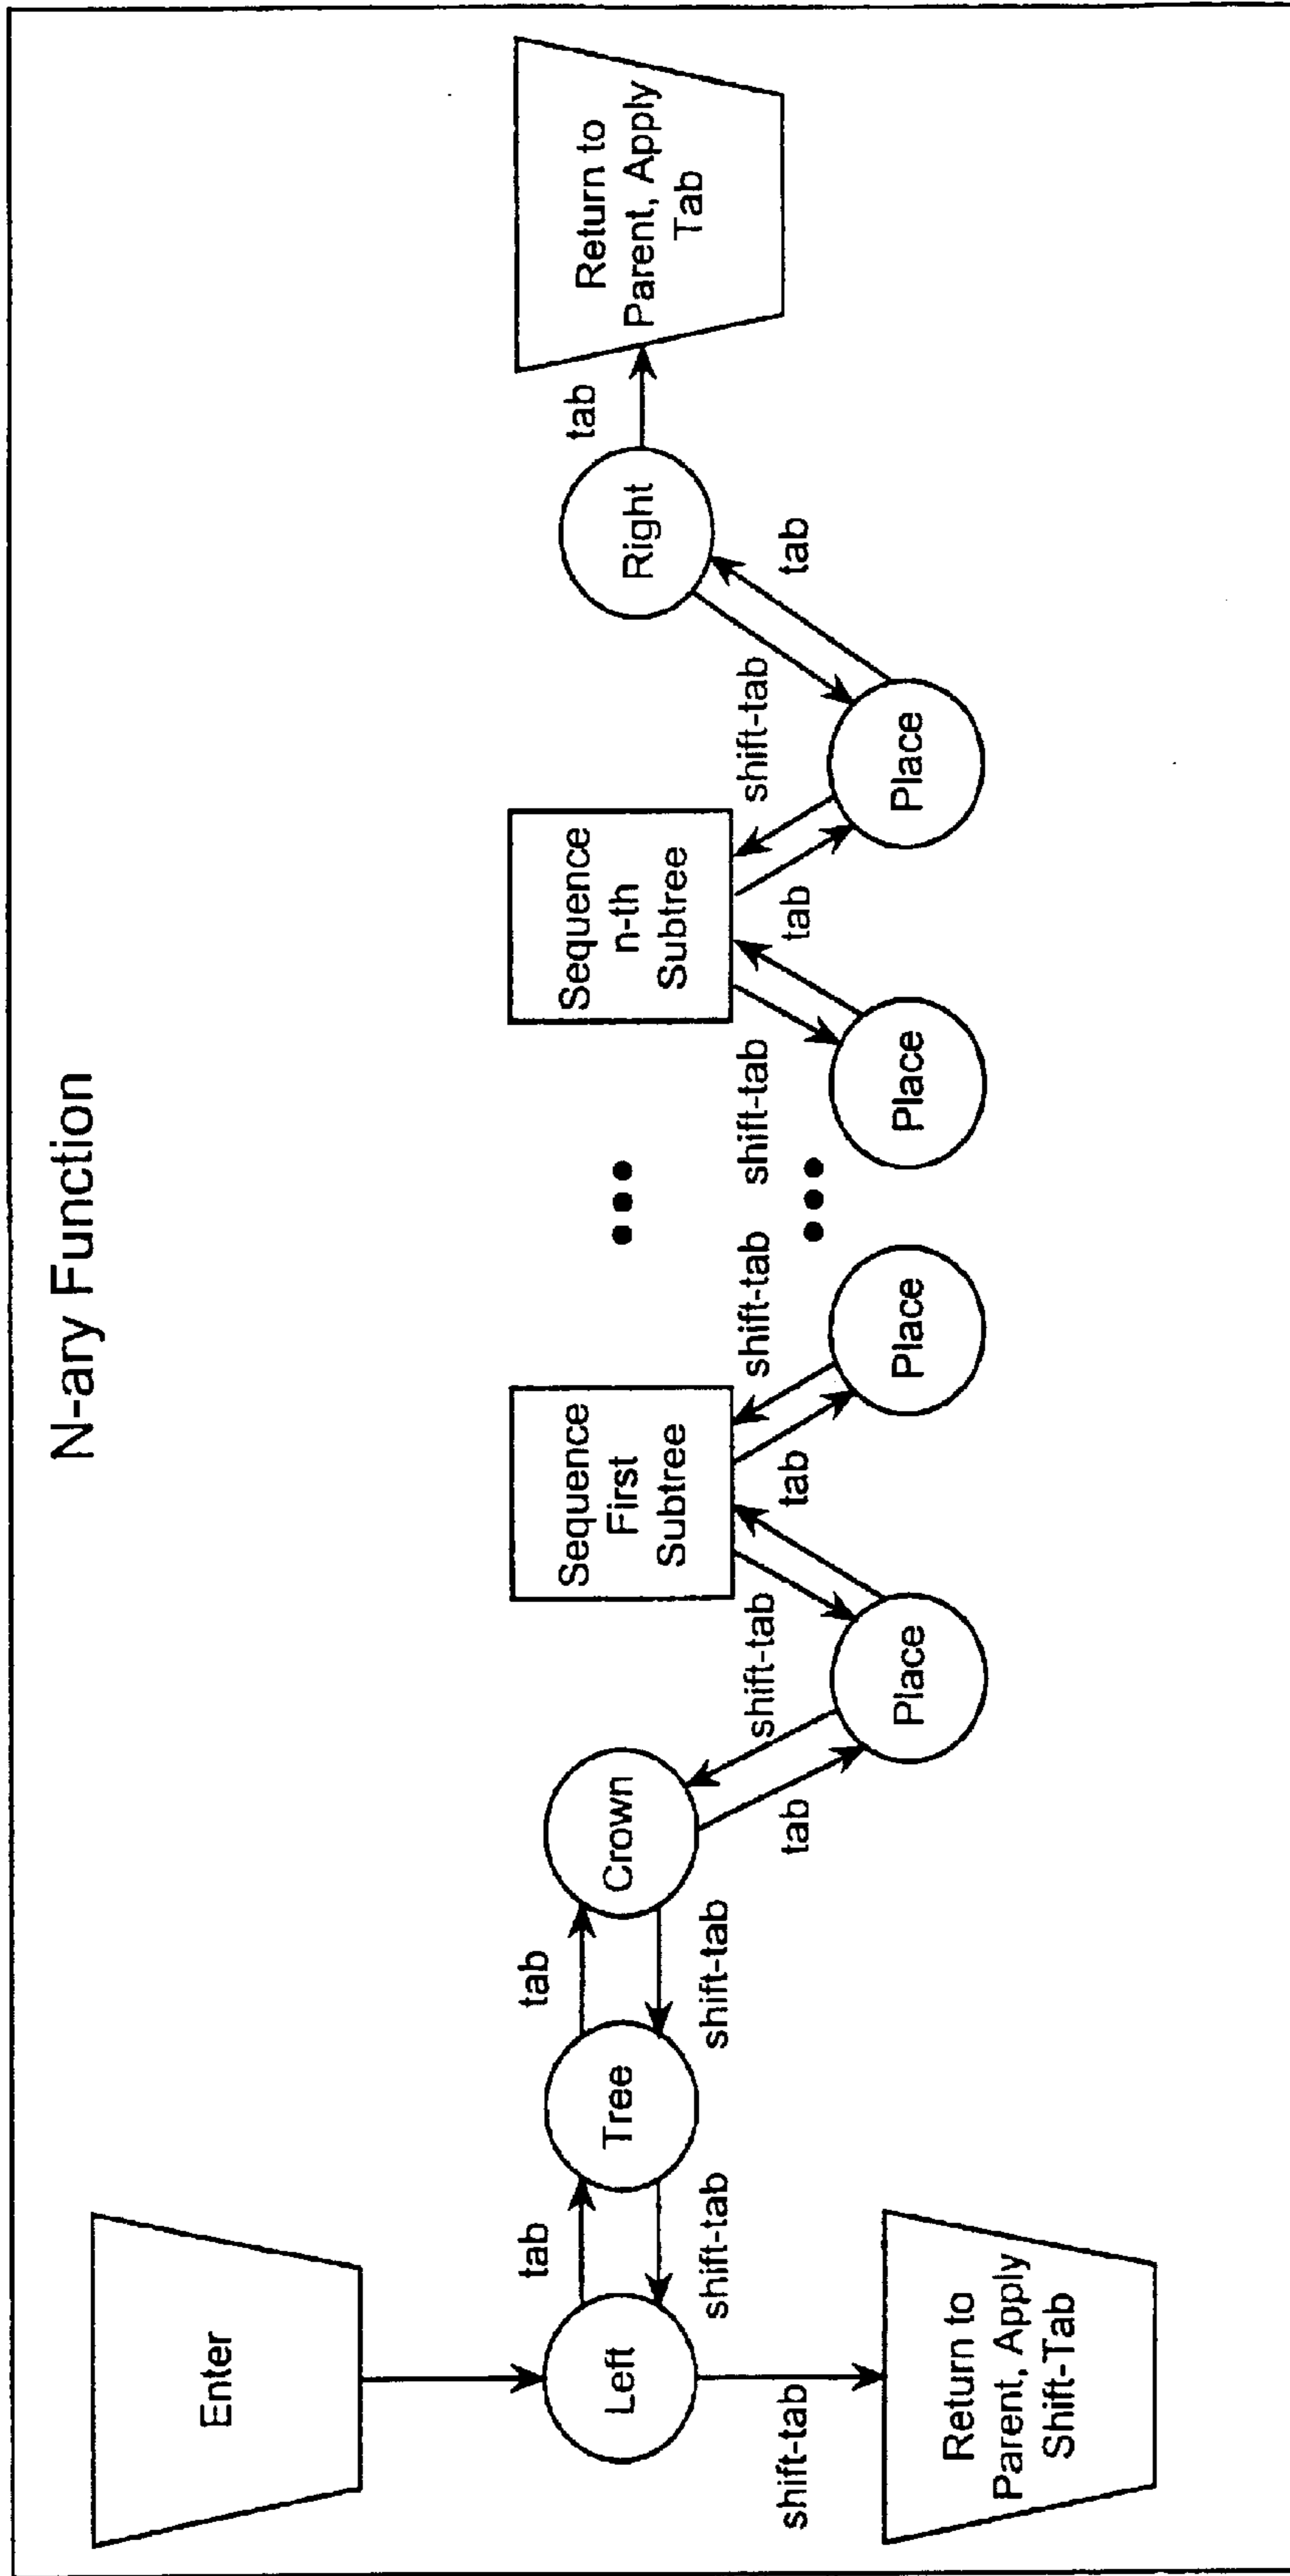 N-ary Function
Enter
Left
tab
shift-tab
shift-tab
Return to
Parent, Apply
Shift-Tab
Tree
tab
shift-tab
Crown
tab
shift-tab
Place
shift-tab
Sequence
First
Subtree
tab
shift-tab
Place
Place
shift-tab
Sequence
n-th
Subtree
tab
shift-tab
Place
tab
Right
tab
Return to
Parent, Apply
Tab